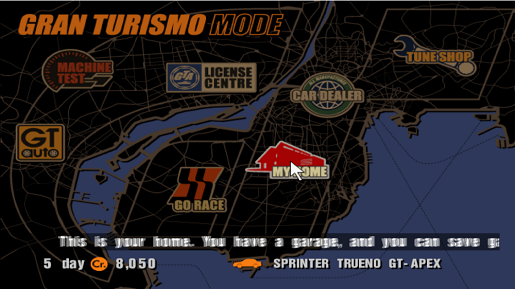 GRAN TURISMO MODE
MACHINE TEST
GTA
LICENSE CENTRE
CAR DEALER
TUNE SHOP
GT auto
MY HOME
GO RACE
This is your home. You have a garage, and you can save ga
5 day Cr. 8,050
SPRINTER TRUENO GT-APEX